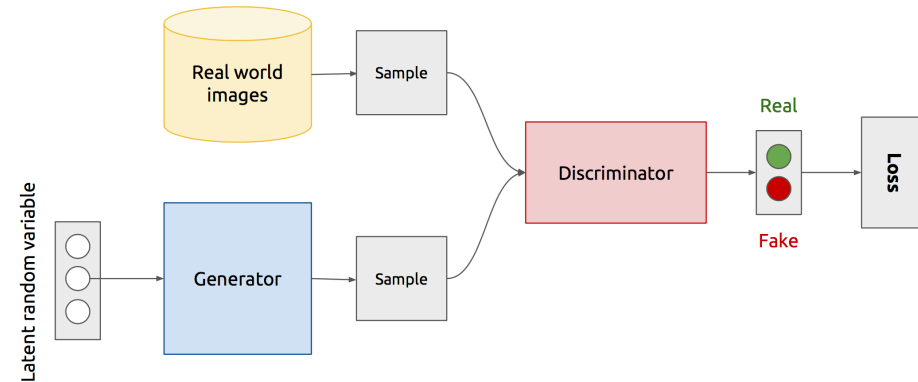 Real world
images
Sample
Real
Discriminator
Loss
Fake
Latent random variable
Generator
Sample